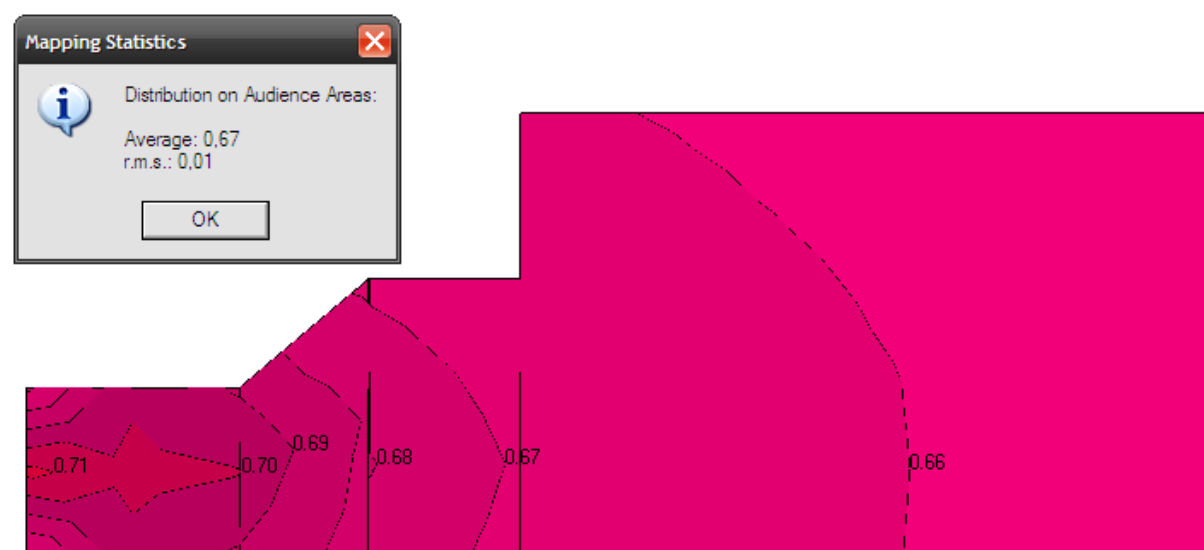 Mapping Statistics
Distribution on Audience Areas:
Average: 0,67
r.m.s.: 0,01
OK
0.71
0.70
0.69
0.68
0.67
0.66